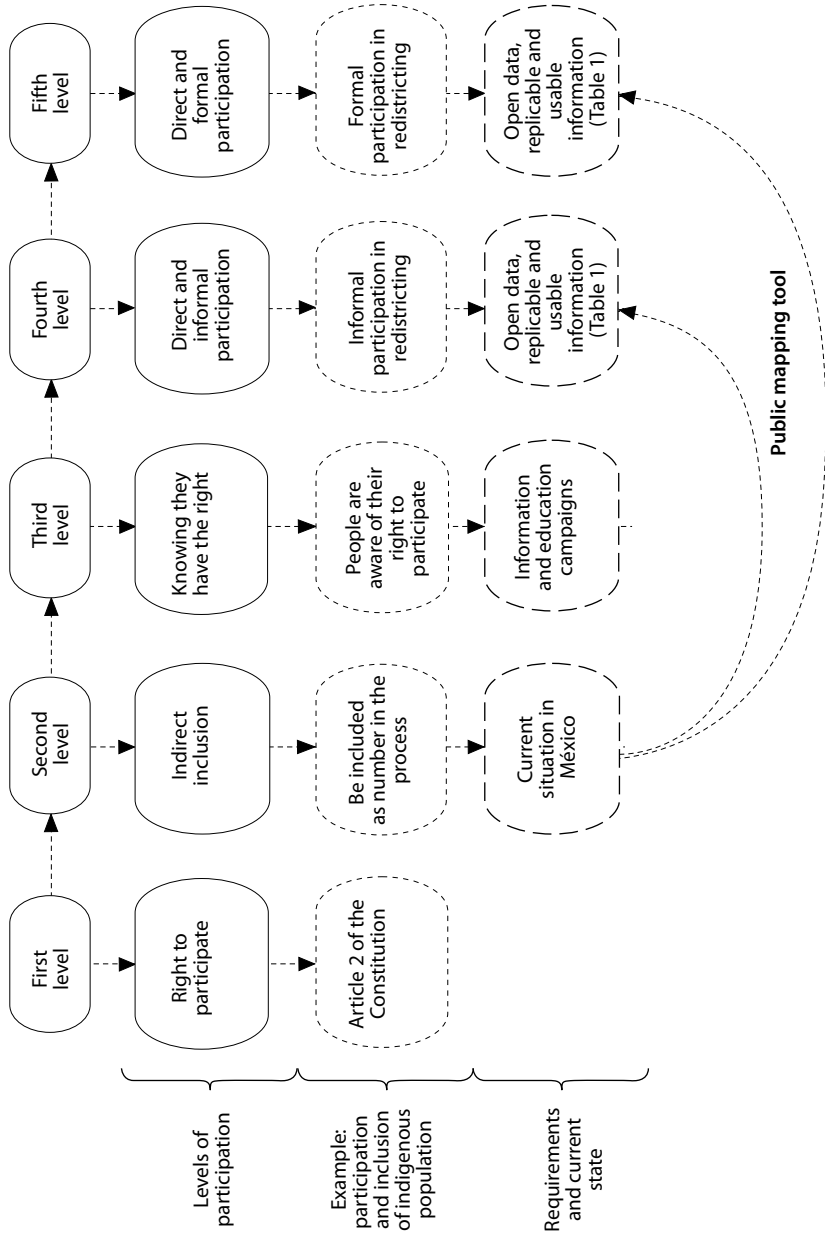 First
level
Second
level
Third
level
Fourth
level
Fifth
level
Levels of
participation
Right to
participate
Indirect
inclusion
Knowing they
have the right
Direct and
informal
participation
Direct and
formal
participation
Example:
participation
and inclusion
of indigenous
population
Article 2 of the
Constitution
Be included
as number in the
process
People are
aware of their
right to
participate
Informal
participation in
redistricting
Formal
participation in
redistricting
Requirements
and current
state
Current
situation in
México
Information
and education
campaigns
Open data,
replicable and
usable
information
(Table 1)
Open data,
replicable and
usable
information
(Table 1)
Public mapping tool